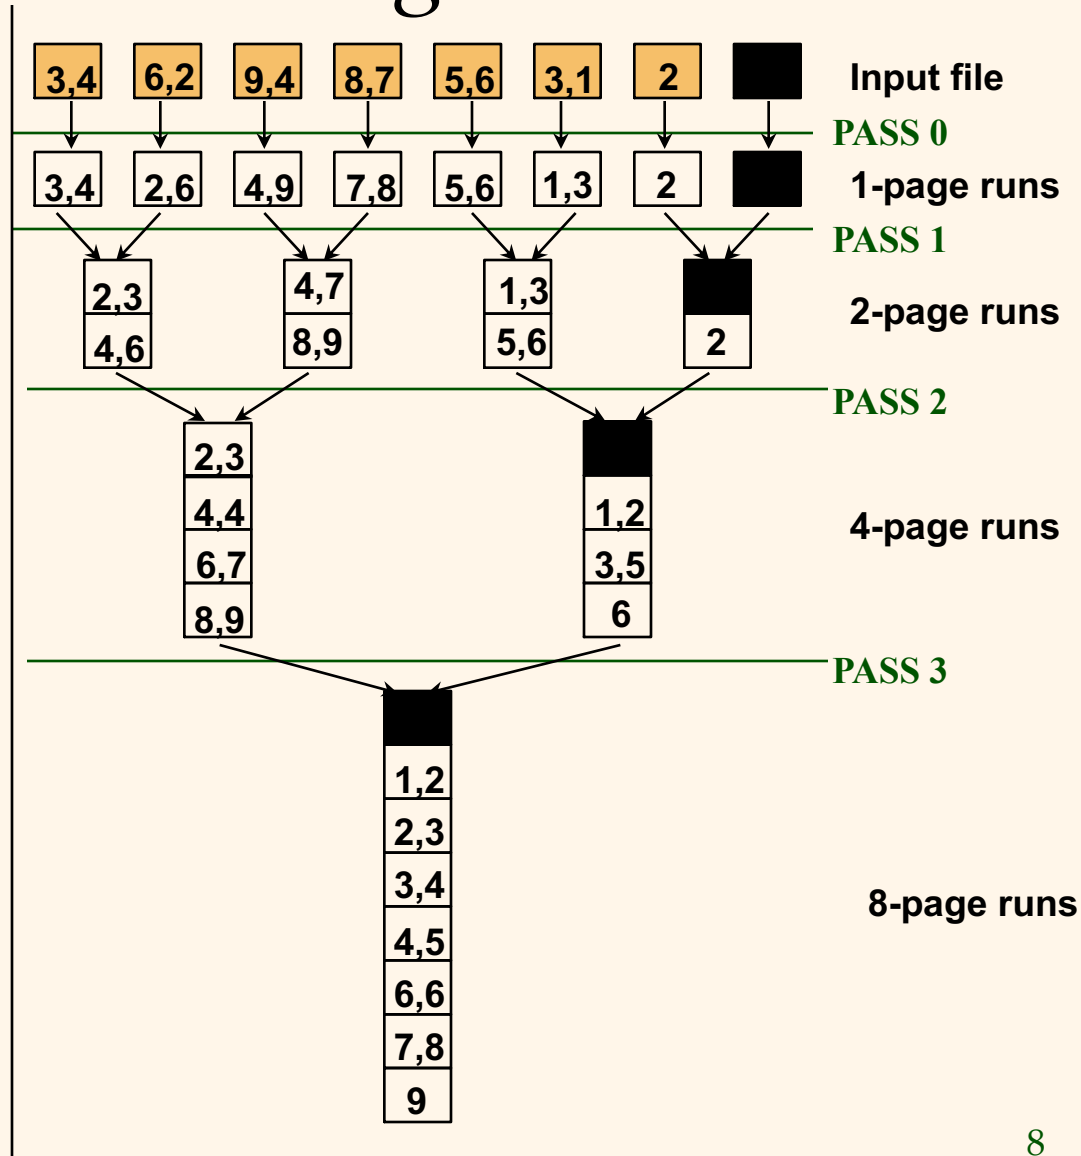 g
3,4 6,2 9,4 8,7 5,6 3,1 2 Input file
PASS 0
3,4 2,6 4,9 7,8 5,6 1,3 2 1-page runs
PASS 1
2,3 4,7 1,3
2-page runs
4,6 8,9 5,6 2
PASS 2
2,3
4,4 1,2 4-page runs
6,7 3,5
8,9 6
PASS 3
1,2
2,3
3,4 8-page runs
4,5
6,6
7,8
9
8